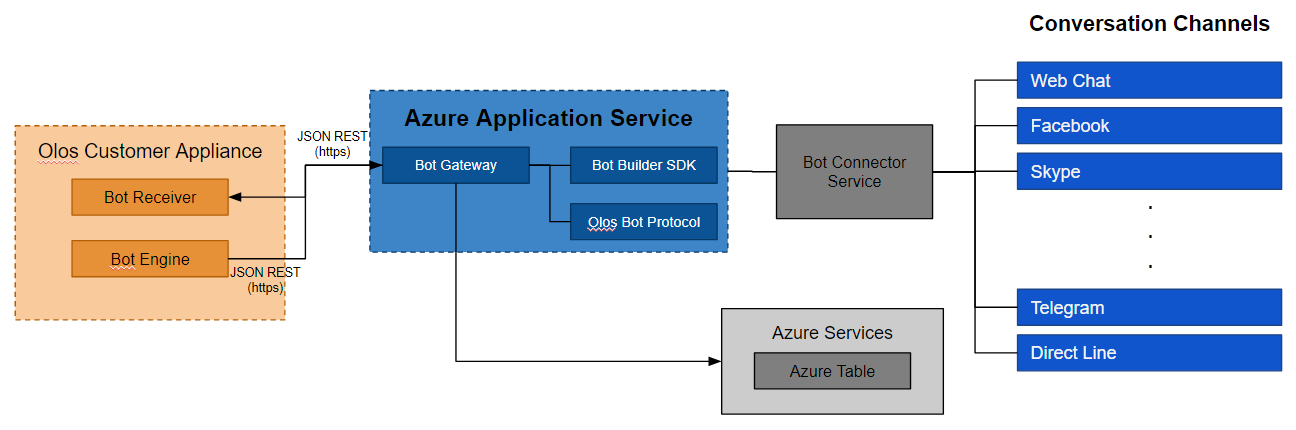 Conversation Channels
Olos Customer Appliance
Bot Receiver
Bot Engine
JSON REST
(https)
JSON REST
(https)
Azure Application Service
Bot Gateway
Bot Builder SDK
Olos Bot Protocol
Bot Connector
Service
Azure Services
Azure Table
Web Chat
Facebook
Skype
.
.
.
Telegram
Direct Line